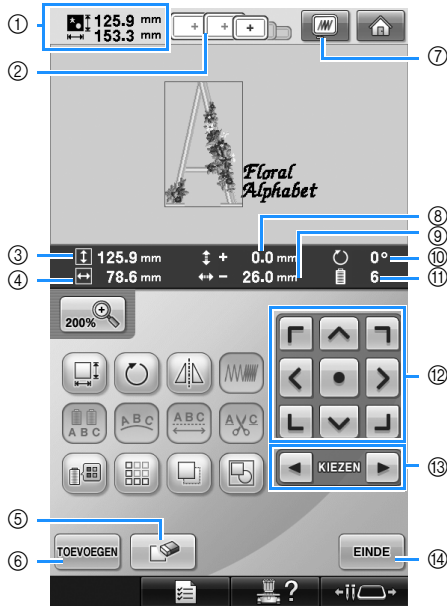 ① 125.9 mm
153.3 mm
②
⑦
Floral
Alphabet
③ 125.9 mm + 0.0 mm 0° ⑧
⑨
⑩
④ 78.6 mm - 26.0 mm 6 ⑪
200%
⑫
A B C ABC ABC A C
KIEZEN ⑬
⑤
⑥ TOEVOEGEN EINDE ⑭
?